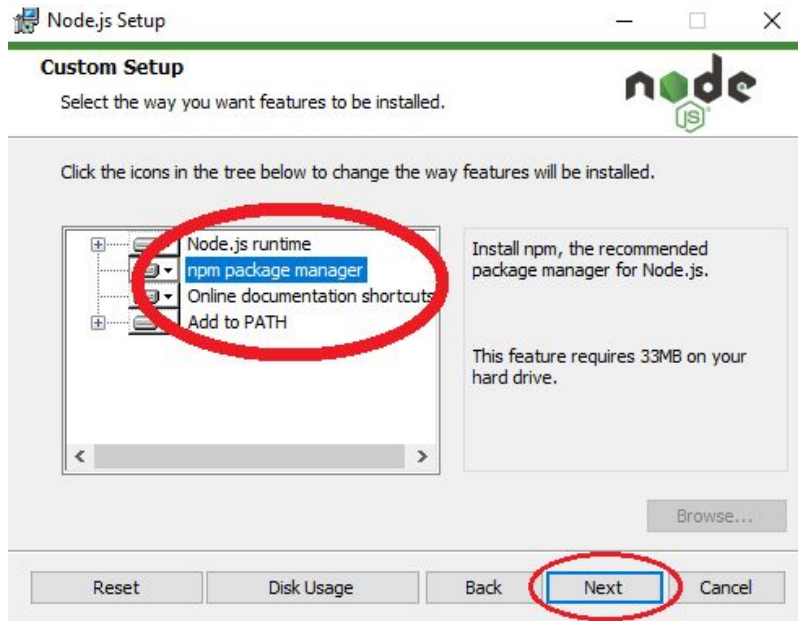 Node.js Setup
Custom Setup
Select the way you want features to be installed.
node
JS
Click the icons in the tree below to change the way features will be installed.
Node.js runtime
npm package manager
Online documentation shortcuts
Add to PATH
Install npm, the recommended
package manager for Node.js.
This feature requires 33MB on your
hard drive.
Browse...
Reset
Disk Usage
Back
Next
Cancel